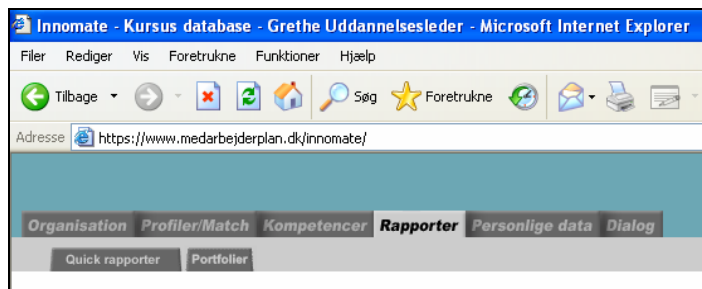 Innomate - Kursus database - Grethe Uddannelsesleder - Microsoft Internet Explorer
Filer Rediger Vis Foretrukne Funktioner Hjælp
Tilbage Søg Foretrukne
Adresse https://www.medarbejderplan.dk/innomate/
Organisation Profiler/Match Kompetencer Rapporter Personlige data Dialog
Quick rapporter Portfolier